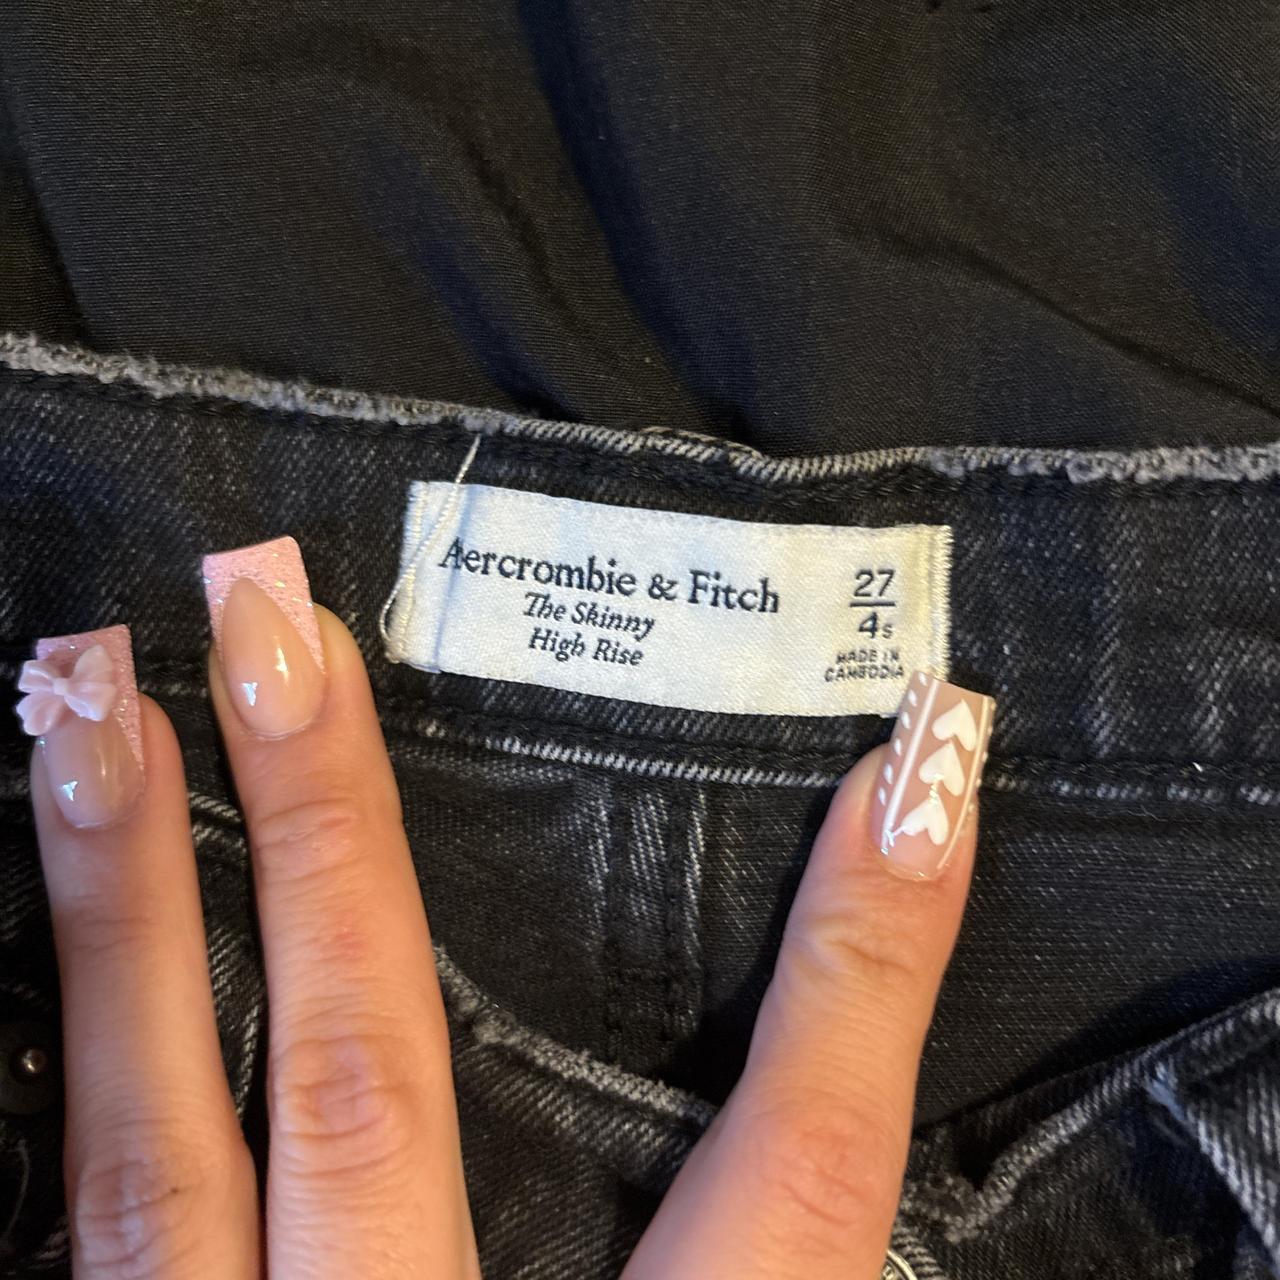 Aercrombie & Fitch
The Skinny
High Rise
27
4s
MADE IN
CAMBODIA